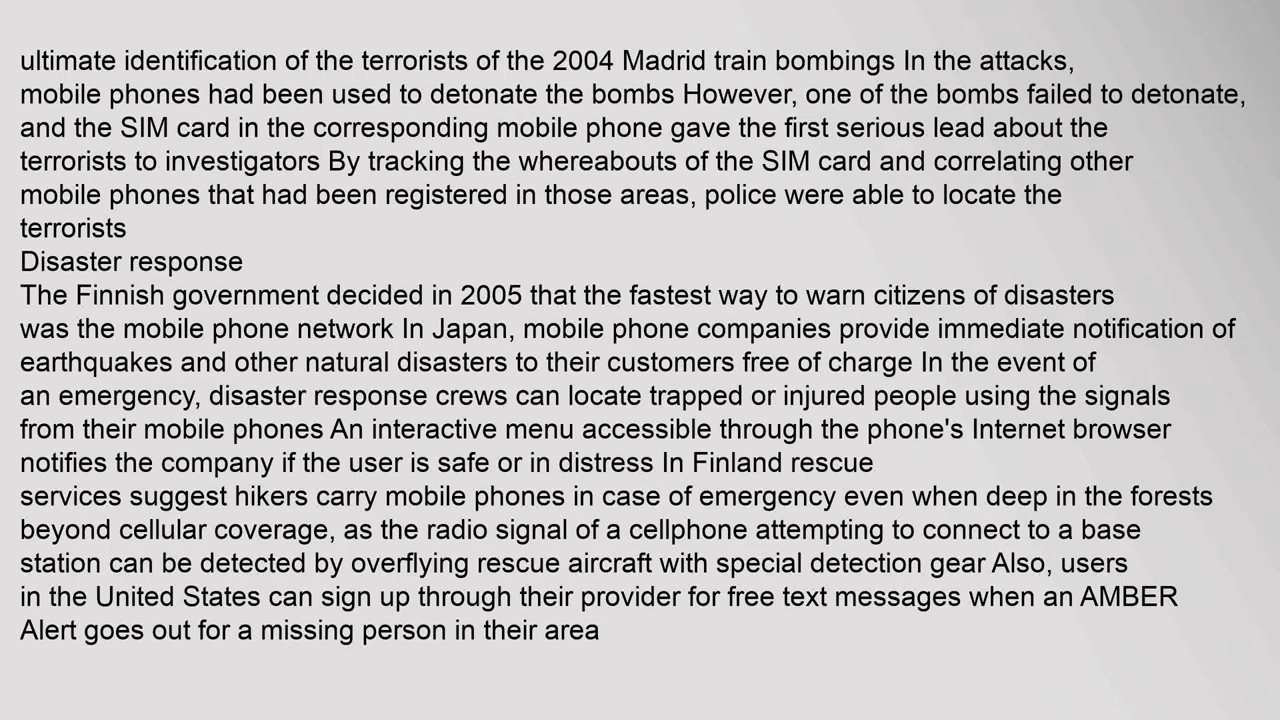 ultimate identification of the terrorists of the 2004 Madrid train bombings In the attacks,
mobile phones had been used to detonate the bombs However, one of the bombs failed to detonate,
and the SIM card in the corresponding mobile phone gave the first serious lead about the
terrorists to investigators By tracking the whereabouts of the SIM card and correlating other
mobile phones that had been registered in those areas, police were able to locate the
terrorists
Disaster response
The Finnish government decided in 2005 that the fastest way to warn citizens of disasters
was the mobile phone network In Japan, mobile phone companies provide immediate notification of
earthquakes and other natural disasters to their customers free of charge In the event of
an emergency, disaster response crews can locate trapped or injured people using the signals
from their mobile phones An interactive menu accessible through the phone's Internet browser
notifies the company if the user is safe or in distress In Finland rescue
services suggest hikers carry mobile phones in case of emergency even when deep in the forests
beyond cellular coverage, as the radio signal of a cellphone attempting to connect to a base
station can be detected by overflying rescue aircraft with special detection gear Also, users
in the United States can sign up through their provider for free text messages when an AMBER
Alert goes out for a missing person in their area